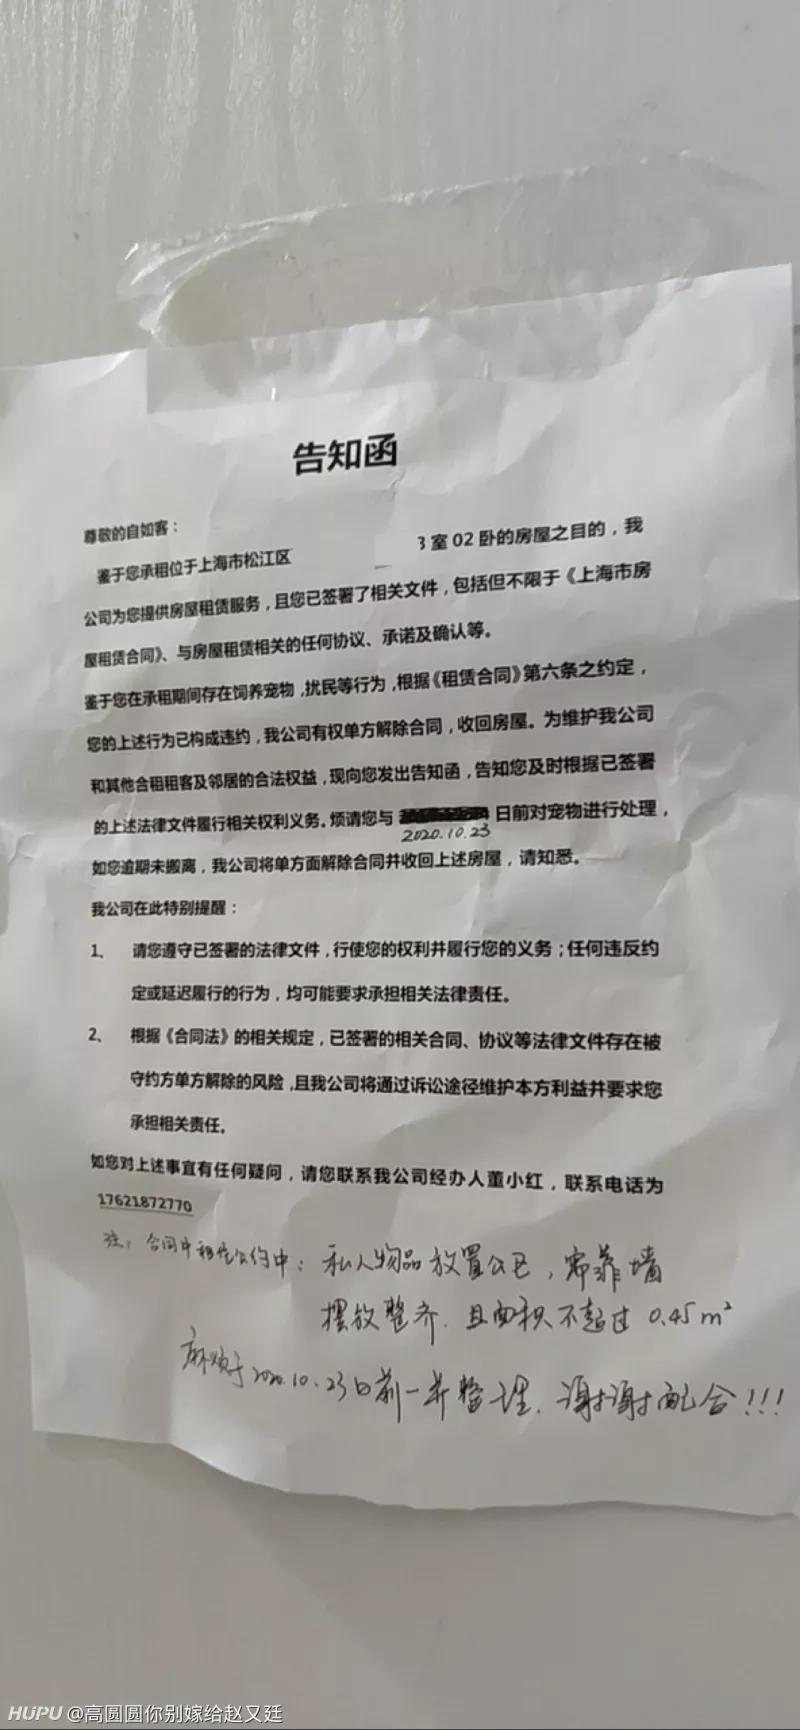 告知函
尊敬的自如客：
鉴于您承租位于上海市松江区 3室02卧的房屋之目的，我
公司为您提供房屋租赁服务，且您已签署了相关文件，包括但不限于《上海市房
屋租赁合同》、与房屋租赁相关的任何协议、承诺及确认等。
鉴于您在承租期间存在饲养宠物，扰民等行为，根据《租赁合同》第六条之约定，
您的上述行为已构成违约，我公司有权单方解除合同，收回房屋。为维护我公司
和其他合租租客及邻居的合法权益，现向您发出告知函，告知您及时根据已签署
的上述法律文件履行相关权利义务。烦请您与 日前对宠物进行处理，
2020.10.23
如您逾期未搬离，我公司将单方面解除合同并收回上述房屋，请知悉。
我公司在此特别提醒：
1、 请您遵守已签署的法律文件，行使您的权利并履行您的义务；任何违反约
定或延迟履行的行为，均可能要求承担相关法律责任。
2、 根据《合同法》的相关规定，已签署的相关合同、协议等法律文件存在被
守约方单方解除的风险，且我公司将通过诉讼途径维护本方利益并要求您
承担相关责任。
如您对上述事宜有任何疑问，请您联系我公司经办人董小红，联系电话为
17621872770
注：合同中租住公约中：私人物品放置公区，需靠墙
摆放整齐.且面积不超过 0.45m²
麻烦于2020.10.23日前一并整理.谢谢配合!!!
HUPU @高圆圆你别嫁给赵又廷